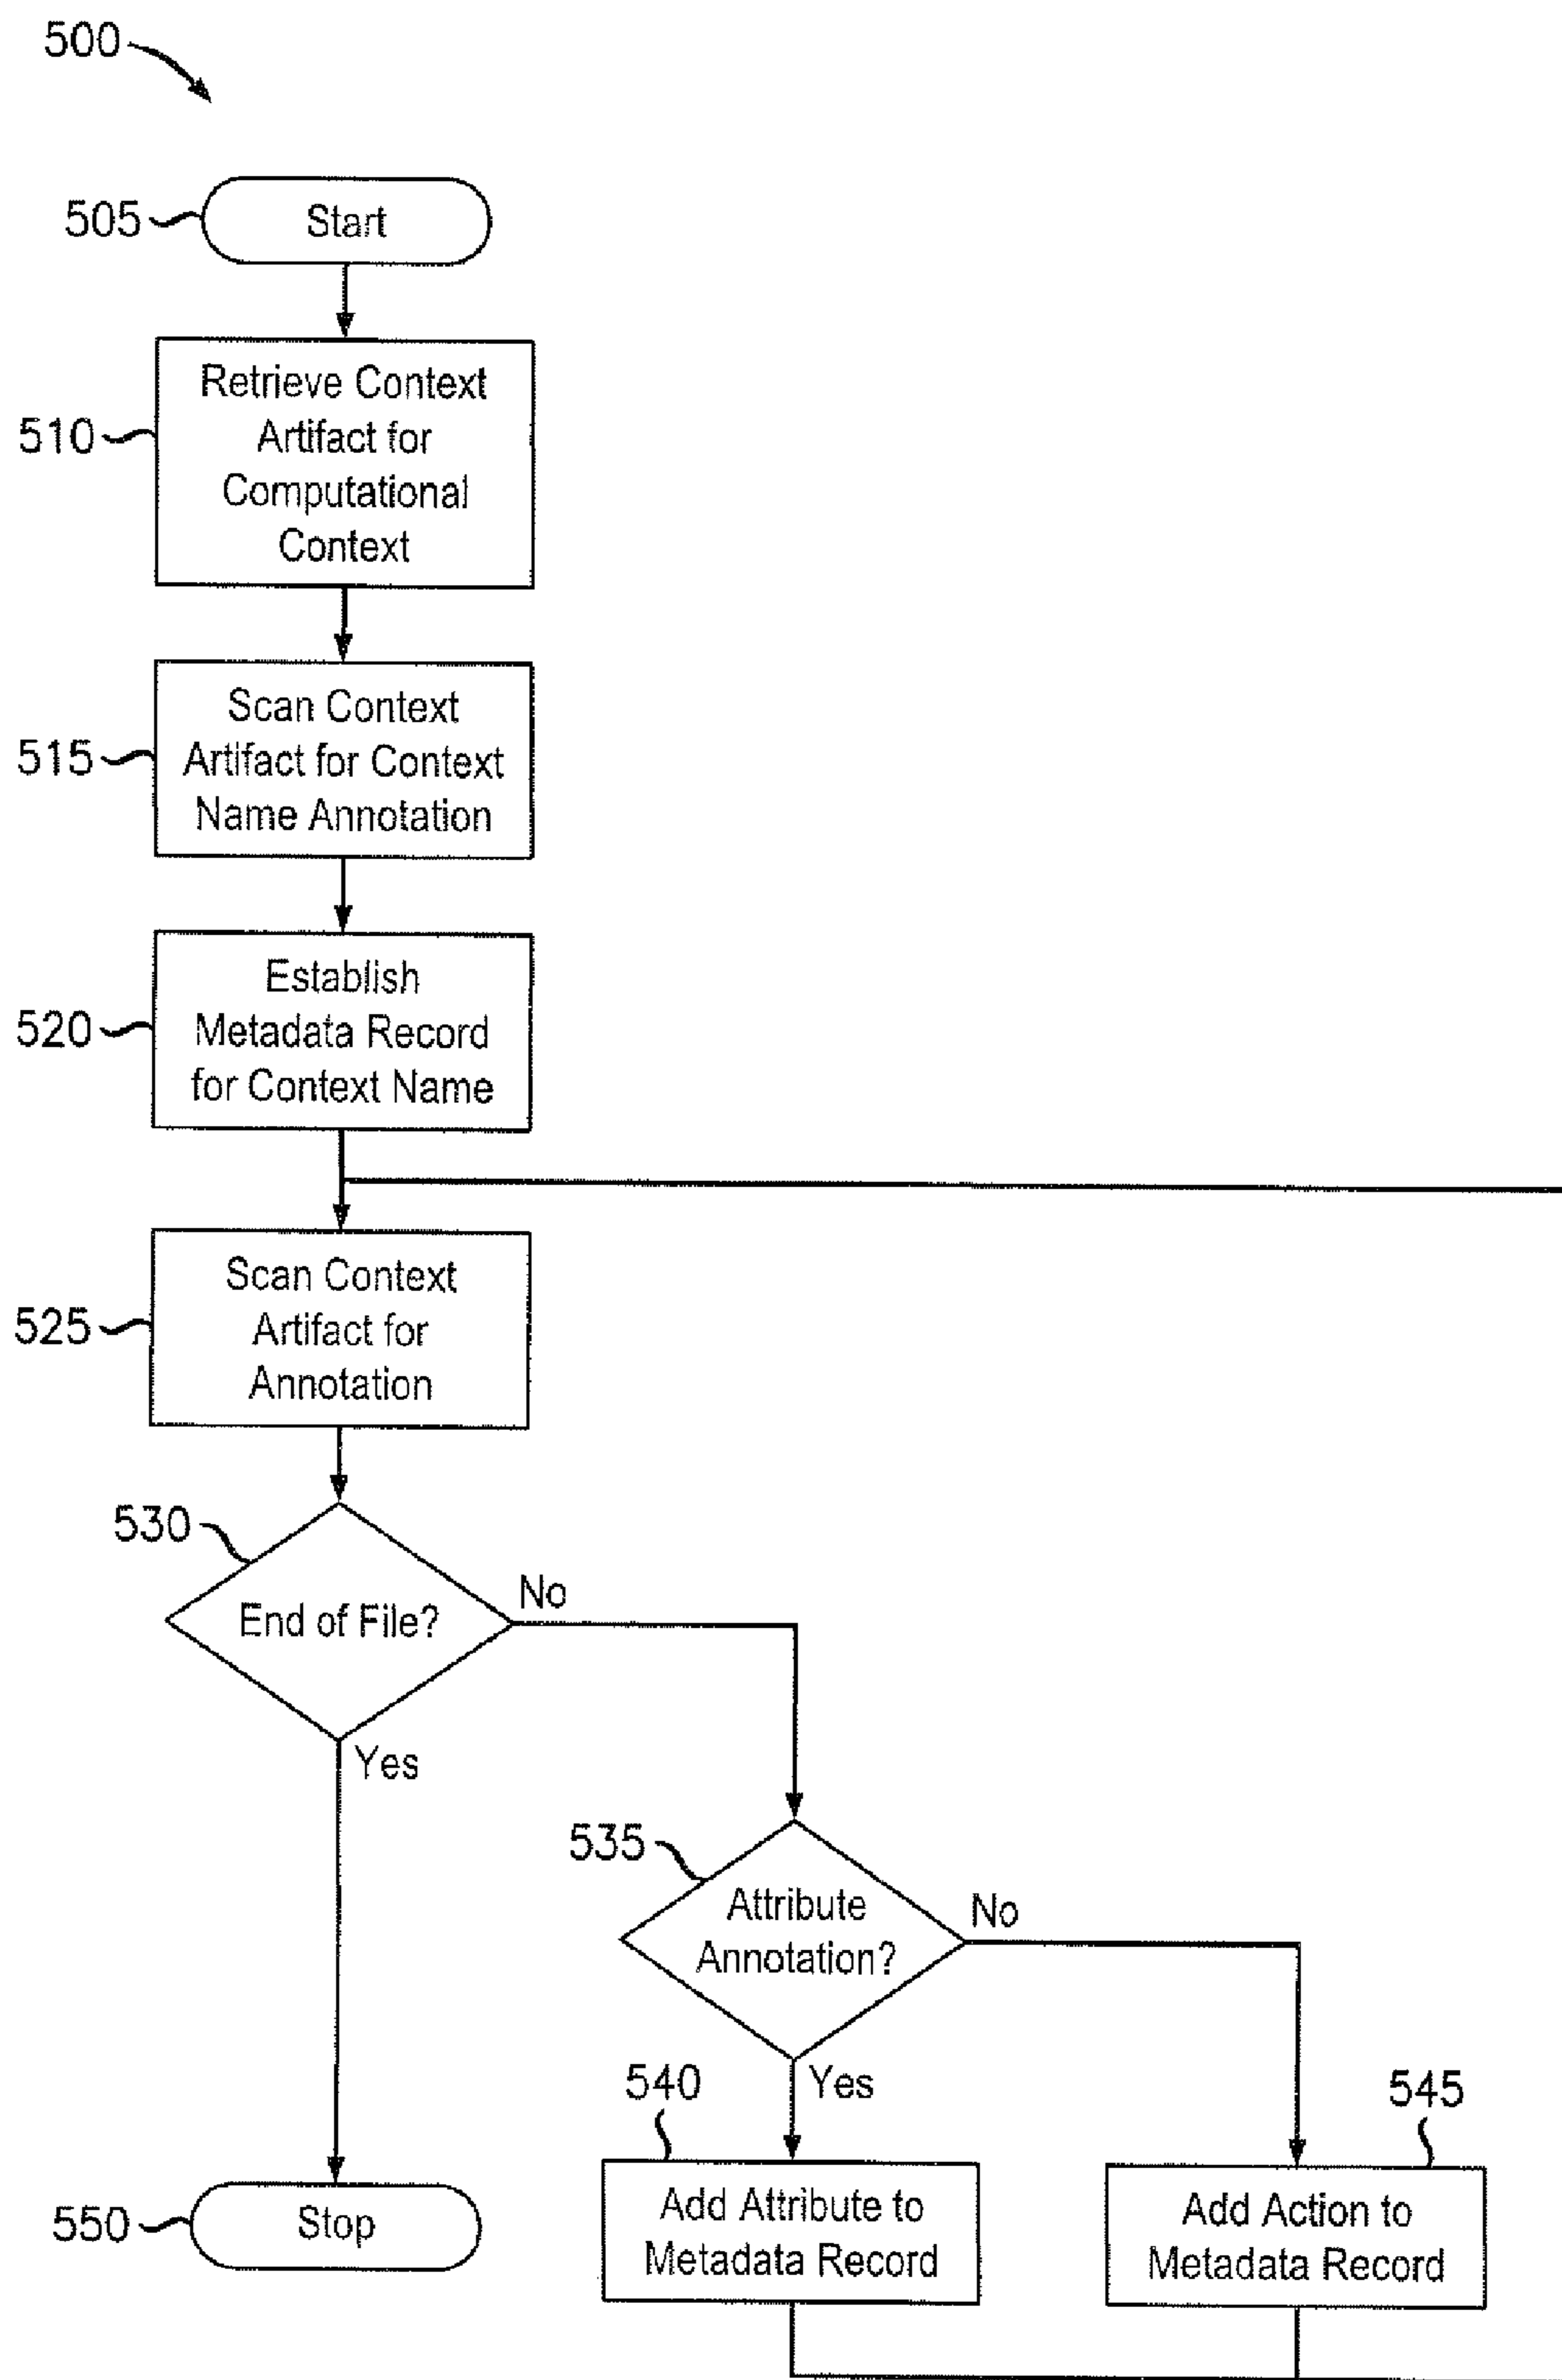 500
505
Start
510
Retrieve Context
Artifact for
Computational
Context
515
Scan Context
Artifact for Context
Name Annotation
520
Establish
Metadata Record
for Context Name
525
Scan Context
Artifact for
Annotation
530
End of File?
No
Yes
535
Attribute
Annotation?
No
Yes
540
Add Attribute to
Metadata Record
545
Add Action to
Metadata Record
550
Stop